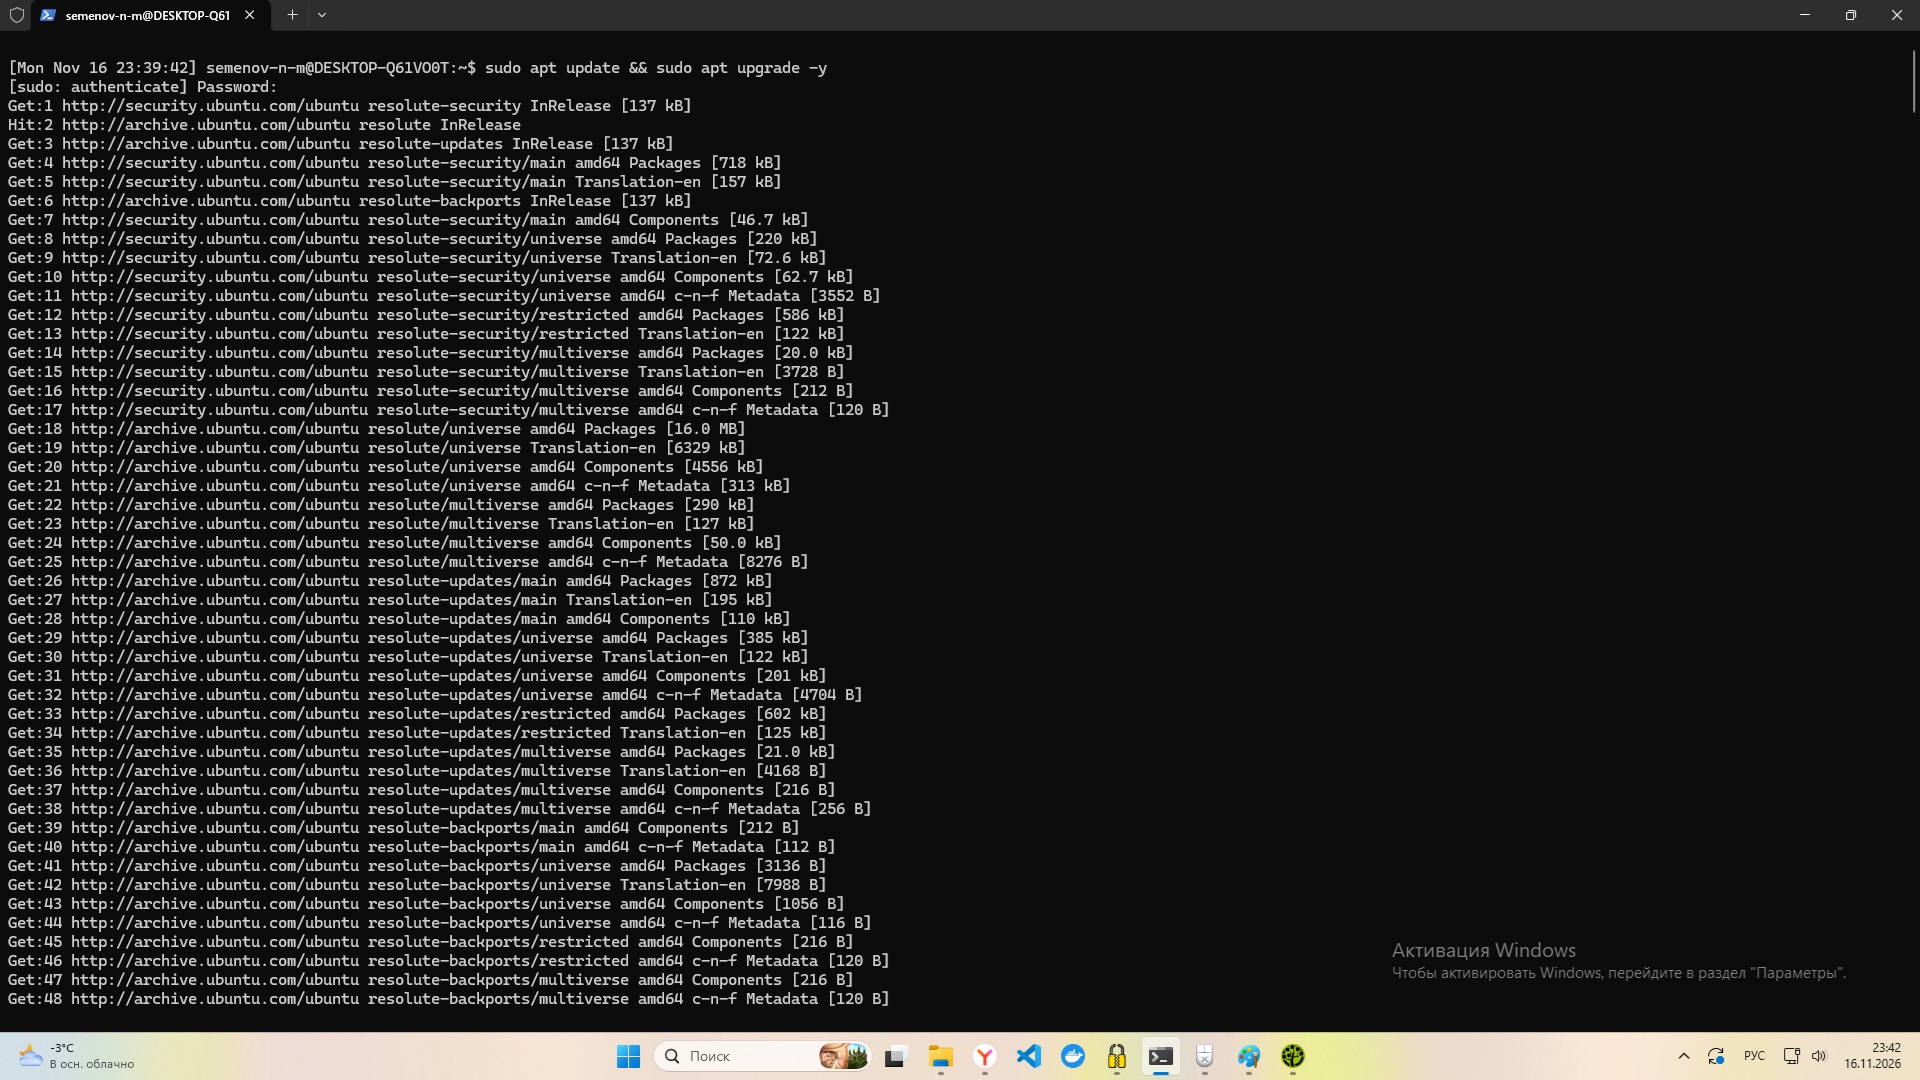 semenov-n-m@DESKTOP-Q61
[Mon Nov 16 23:39:42] semenov-n-m@DESKTOP-Q61VO0T:~$ sudo apt update && sudo apt upgrade -y
[sudo: authenticate] Password:
Get:1 http://security.ubuntu.com/ubuntu resolute-security InRelease [137 kB]
Hit:2 http://archive.ubuntu.com/ubuntu resolute InRelease
Get:3 http://archive.ubuntu.com/ubuntu resolute-updates InRelease [137 kB]
Get:4 http://security.ubuntu.com/ubuntu resolute-security/main amd64 Packages [718 kB]
Get:5 http://security.ubuntu.com/ubuntu resolute-security/main Translation-en [157 kB]
Get:6 http://archive.ubuntu.com/ubuntu resolute-backports InRelease [137 kB]
Get:7 http://security.ubuntu.com/ubuntu resolute-security/main amd64 Components [46.7 kB]
Get:8 http://security.ubuntu.com/ubuntu resolute-security/universe amd64 Packages [220 kB]
Get:9 http://security.ubuntu.com/ubuntu resolute-security/universe Translation-en [72.6 kB]
Get:10 http://security.ubuntu.com/ubuntu resolute-security/universe amd64 Components [62.7 kB]
Get:11 http://security.ubuntu.com/ubuntu resolute-security/universe amd64 c-n-f Metadata [3552 B]
Get:12 http://security.ubuntu.com/ubuntu resolute-security/restricted amd64 Packages [586 kB]
Get:13 http://security.ubuntu.com/ubuntu resolute-security/restricted Translation-en [122 kB]
Get:14 http://security.ubuntu.com/ubuntu resolute-security/multiverse amd64 Packages [20.0 kB]
Get:15 http://security.ubuntu.com/ubuntu resolute-security/multiverse Translation-en [3728 B]
Get:16 http://security.ubuntu.com/ubuntu resolute-security/multiverse amd64 Components [212 B]
Get:17 http://security.ubuntu.com/ubuntu resolute-security/multiverse amd64 c-n-f Metadata [120 B]
Get:18 http://archive.ubuntu.com/ubuntu resolute/universe amd64 Packages [16.0 MB]
Get:19 http://archive.ubuntu.com/ubuntu resolute/universe Translation-en [6329 kB]
Get:20 http://archive.ubuntu.com/ubuntu resolute/universe amd64 Components [4556 kB]
Get:21 http://archive.ubuntu.com/ubuntu resolute/universe amd64 c-n-f Metadata [313 kB]
Get:22 http://archive.ubuntu.com/ubuntu resolute/multiverse amd64 Packages [290 kB]
Get:23 http://archive.ubuntu.com/ubuntu resolute/multiverse Translation-en [127 kB]
Get:24 http://archive.ubuntu.com/ubuntu resolute/multiverse amd64 Components [50.0 kB]
Get:25 http://archive.ubuntu.com/ubuntu resolute/multiverse amd64 c-n-f Metadata [8276 B]
Get:26 http://archive.ubuntu.com/ubuntu resolute-updates/main amd64 Packages [872 kB]
Get:27 http://archive.ubuntu.com/ubuntu resolute-updates/main Translation-en [195 kB]
Get:28 http://archive.ubuntu.com/ubuntu resolute-updates/main amd64 Components [110 kB]
Get:29 http://archive.ubuntu.com/ubuntu resolute-updates/universe amd64 Packages [385 kB]
Get:30 http://archive.ubuntu.com/ubuntu resolute-updates/universe Translation-en [122 kB]
Get:31 http://archive.ubuntu.com/ubuntu resolute-updates/universe amd64 Components [201 kB]
Get:32 http://archive.ubuntu.com/ubuntu resolute-updates/universe amd64 c-n-f Metadata [4704 B]
Get:33 http://archive.ubuntu.com/ubuntu resolute-updates/restricted amd64 Packages [602 kB]
Get:34 http://archive.ubuntu.com/ubuntu resolute-updates/restricted Translation-en [125 kB]
Get:35 http://archive.ubuntu.com/ubuntu resolute-updates/multiverse amd64 Packages [21.0 kB]
Get:36 http://archive.ubuntu.com/ubuntu resolute-updates/multiverse Translation-en [4168 B]
Get:37 http://archive.ubuntu.com/ubuntu resolute-updates/multiverse amd64 Components [216 B]
Get:38 http://archive.ubuntu.com/ubuntu resolute-updates/multiverse amd64 c-n-f Metadata [256 B]
Get:39 http://archive.ubuntu.com/ubuntu resolute-backports/main amd64 Components [212 B]
Get:40 http://archive.ubuntu.com/ubuntu resolute-backports/main amd64 c-n-f Metadata [112 B]
Get:41 http://archive.ubuntu.com/ubuntu resolute-backports/universe amd64 Packages [3136 B]
Get:42 http://archive.ubuntu.com/ubuntu resolute-backports/universe Translation-en [7988 B]
Get:43 http://archive.ubuntu.com/ubuntu resolute-backports/universe amd64 Components [1056 B]
Get:44 http://archive.ubuntu.com/ubuntu resolute-backports/universe amd64 c-n-f Metadata [116 B]
Get:45 http://archive.ubuntu.com/ubuntu resolute-backports/restricted amd64 Components [216 B]
Get:46 http://archive.ubuntu.com/ubuntu resolute-backports/restricted amd64 c-n-f Metadata [120 B]
Get:47 http://archive.ubuntu.com/ubuntu resolute-backports/multiverse amd64 Components [216 B]
Get:48 http://archive.ubuntu.com/ubuntu resolute-backports/multiverse amd64 c-n-f Metadata [120 B]
Активация Windows
Чтобы активировать Windows, перейдите в раздел "Параметры".
-3°C
В осн. облачно
Поиск
РУС
23:42
16.11.2026